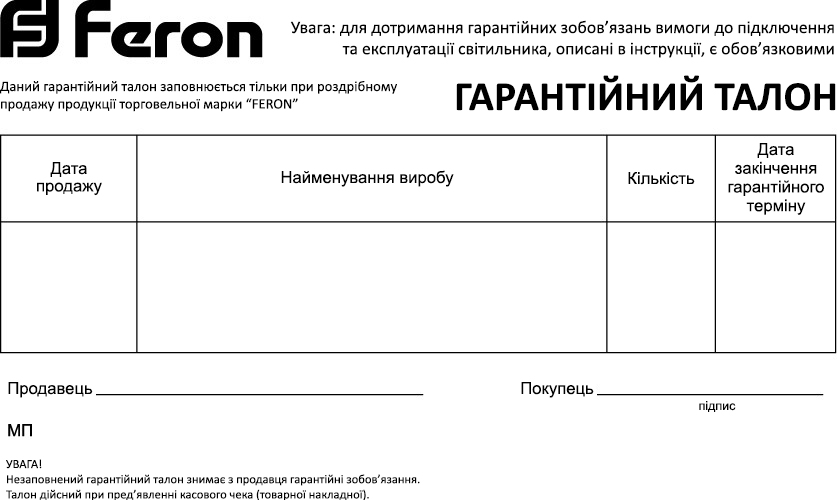 Feron
Увага: для дотримання гарантійних зобов’язань вимоги до підключення
та експлуатації світильника, описані в інструкції, є обов’язковими
Даний гарантійний талон заповнюється тільки при роздрібному
продажу продукції торговельної марки “FERON”
ГАРАНТІЙНИЙ ТАЛОН
Дата
продажу
Найменування виробу
Кількість
Дата
закінчення
гарантійного
терміну
Продавець
Покупець
підпис
МП
УВАГА!
Незаповнений гарантійний талон знимає з продавця гарантійні зобов’язання.
Талон дійсний при пред’явленні касового чека (товарної накладної).